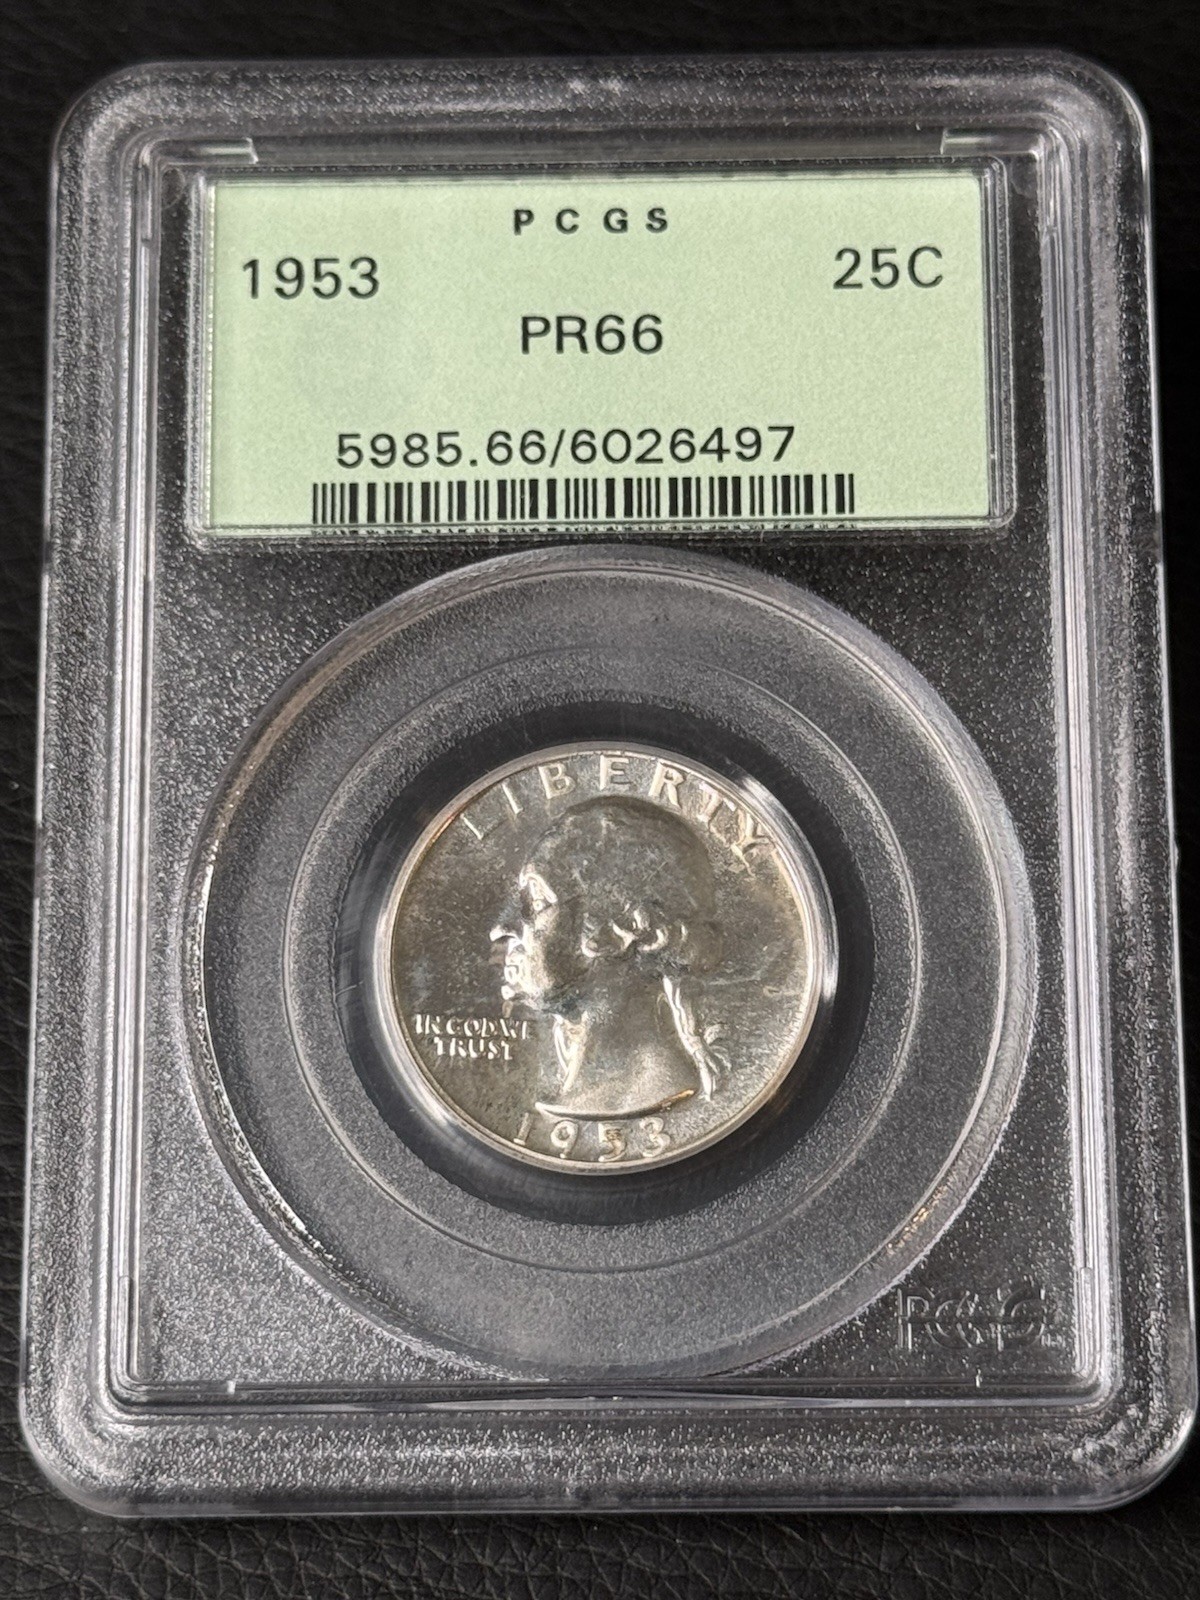 PCGS
1953 25C
PR66
5985.66/6026497
LIBERTY
IN GOD WE
TRUST
1953
PCGS